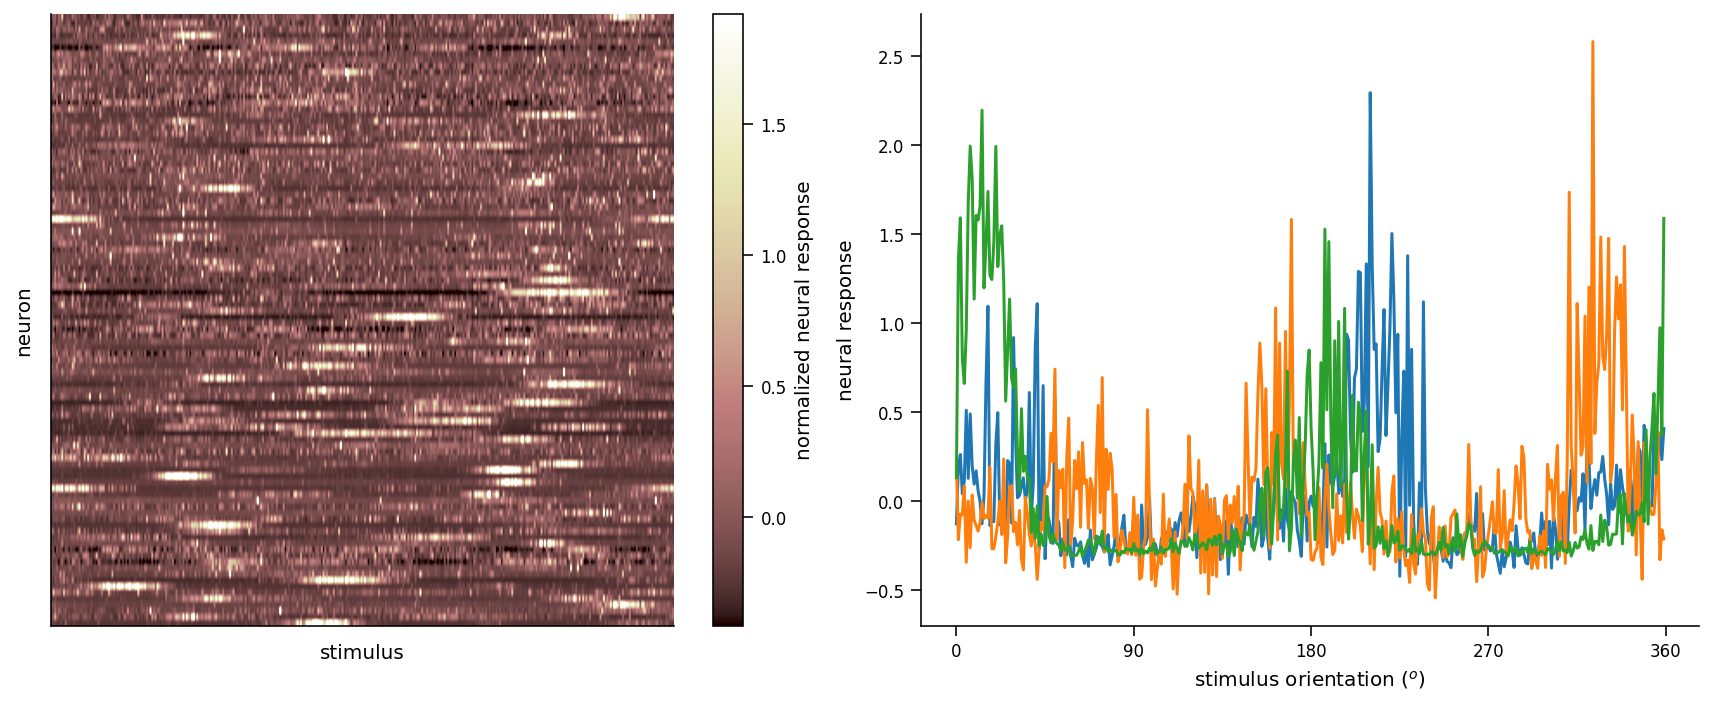 neuron
stimulus
1.5
1.0
0.5
0.0
normalized neural response
neural response
2.5
2.0
1.5
1.0
0.5
0.0
−0.5
0 90 180 270 360
stimulus orientation (o)